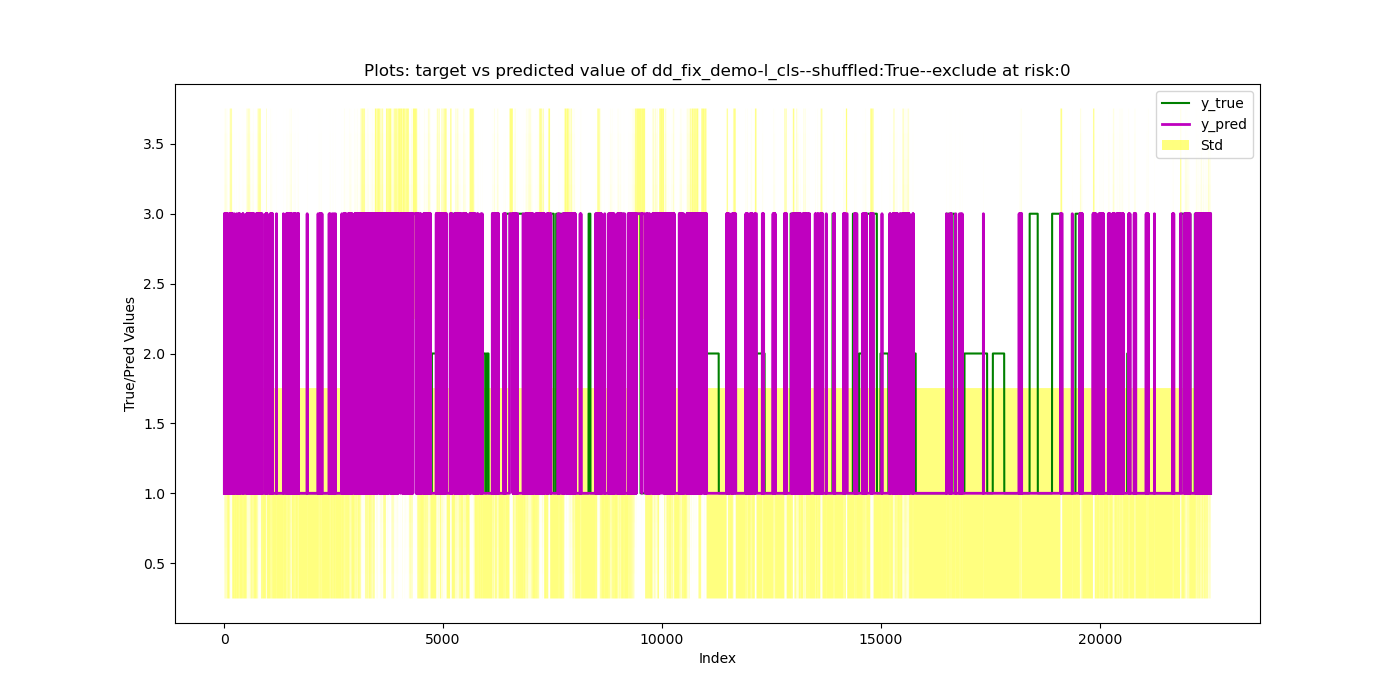 Plots: target vs predicted value of dd_fix_demo-l_cls--shuffled:True--exclude at risk:0
y_true
y_pred
Std
True/Pred Values
3.5
3.0
2.5
2.0
1.5
1.0
0.5
0
5000
10000
15000
20000
Index